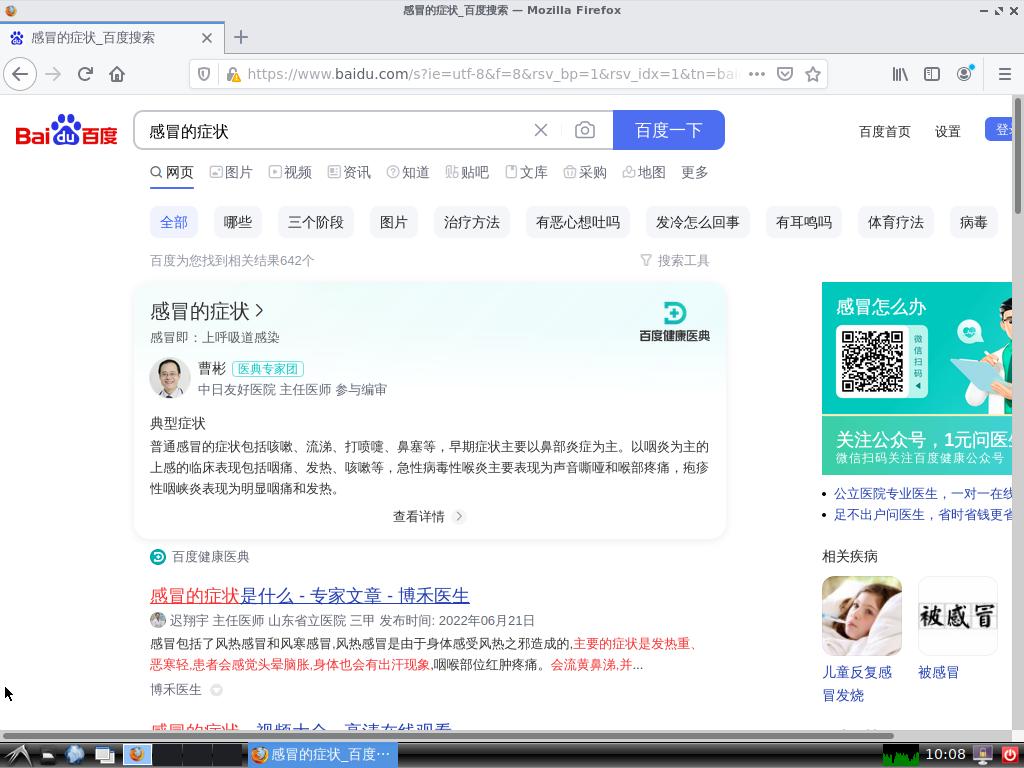 感冒的症状_百度搜索 — Mozilla Firefox
感冒的症状_百度搜索
https://www.baidu.com/s?ie=utf-8&f=8&rsv_bp=1&rsv_idx=1&tn=bai
Bai du 百度
感冒的症状
百度一下
百度首页
设置
登
网页 图片 视频 资讯 知道 贴吧 文库 采购 地图 更多
全部 哪些 三个阶段 图片 治疗方法 有恶心想吐吗 发冷怎么回事 有耳鸣吗 体育疗法 病毒
百度为您找到相关结果642个
搜索工具
感冒的症状
感冒即：上呼吸道感染
百度健康医典
曹彬 医典专家团
中日友好医院 主任医师 参与编审
典型症状
普通感冒的症状包括咳嗽、流涕、打喷嚏、鼻塞等，早期症状主要以鼻部炎症为主。以咽炎为主的
上感的临床表现包括咽痛、发热、咳嗽等，急性病毒性喉炎主要表现为声音嘶哑和喉部疼痛，疱疹
性咽峡炎表现为明显咽痛和发热。
查看详情
百度健康医典
感冒的症状是什么 - 专家文章 - 博禾医生
迟翔宇 主任医师 山东省立医院 三甲 发布时间: 2022年06月21日
感冒包括了风热感冒和风寒感冒,风热感冒是由于身体感受风热之邪造成的,主要的症状是发热重、
恶寒轻,患者会感觉头晕脑胀,身体也会有出汗现象,咽喉部位红肿疼痛。会流黄鼻涕,并...
博禾医生
感冒的症状 - 视频大全 - 高清在线观看
感冒怎么办
微信扫码
关注公众号，1元问医
微信扫码关注百度健康公众号
公立医院专业医生，一对一在线
足不出户问医生，省时省钱更省
相关疾病
被感冒
儿童反复感
冒发烧
被感冒
感冒的症状_百度···
10:08